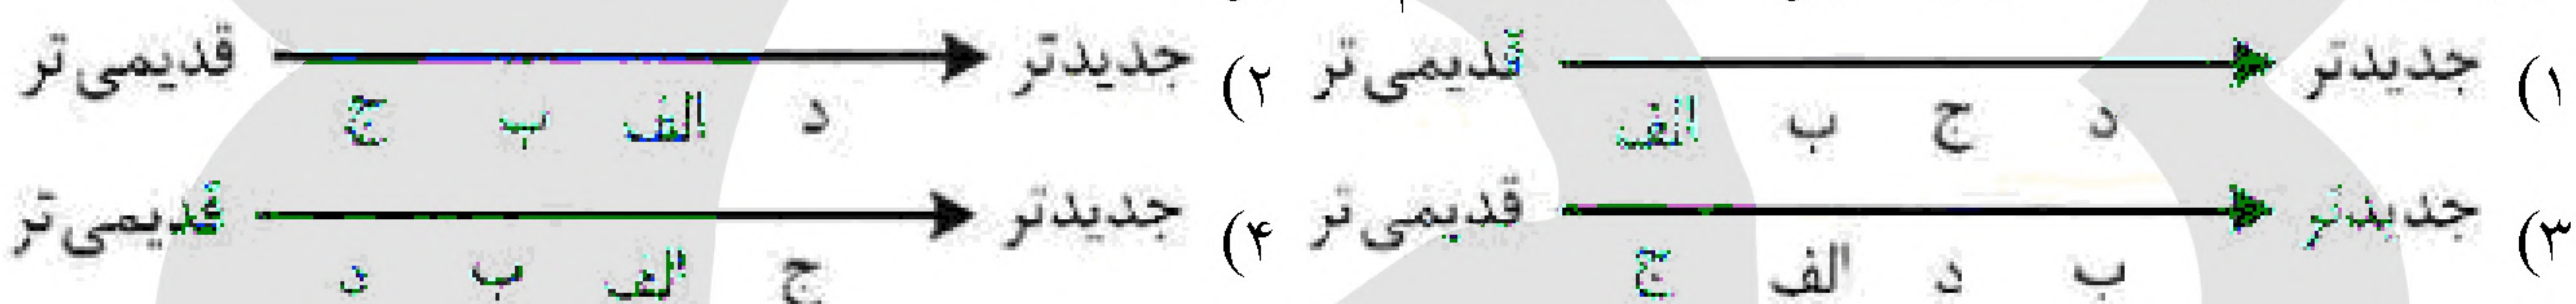 ۱) جدیدتر قدیمی‌تر ۲) جدیدتر قدیمی‌تر
د ج ب الف د الف ب ج
۳) جدیدتر قدیمی‌تر ۴) جدیدتر قدیمی‌تر
ب د الف ج ج الف ب د